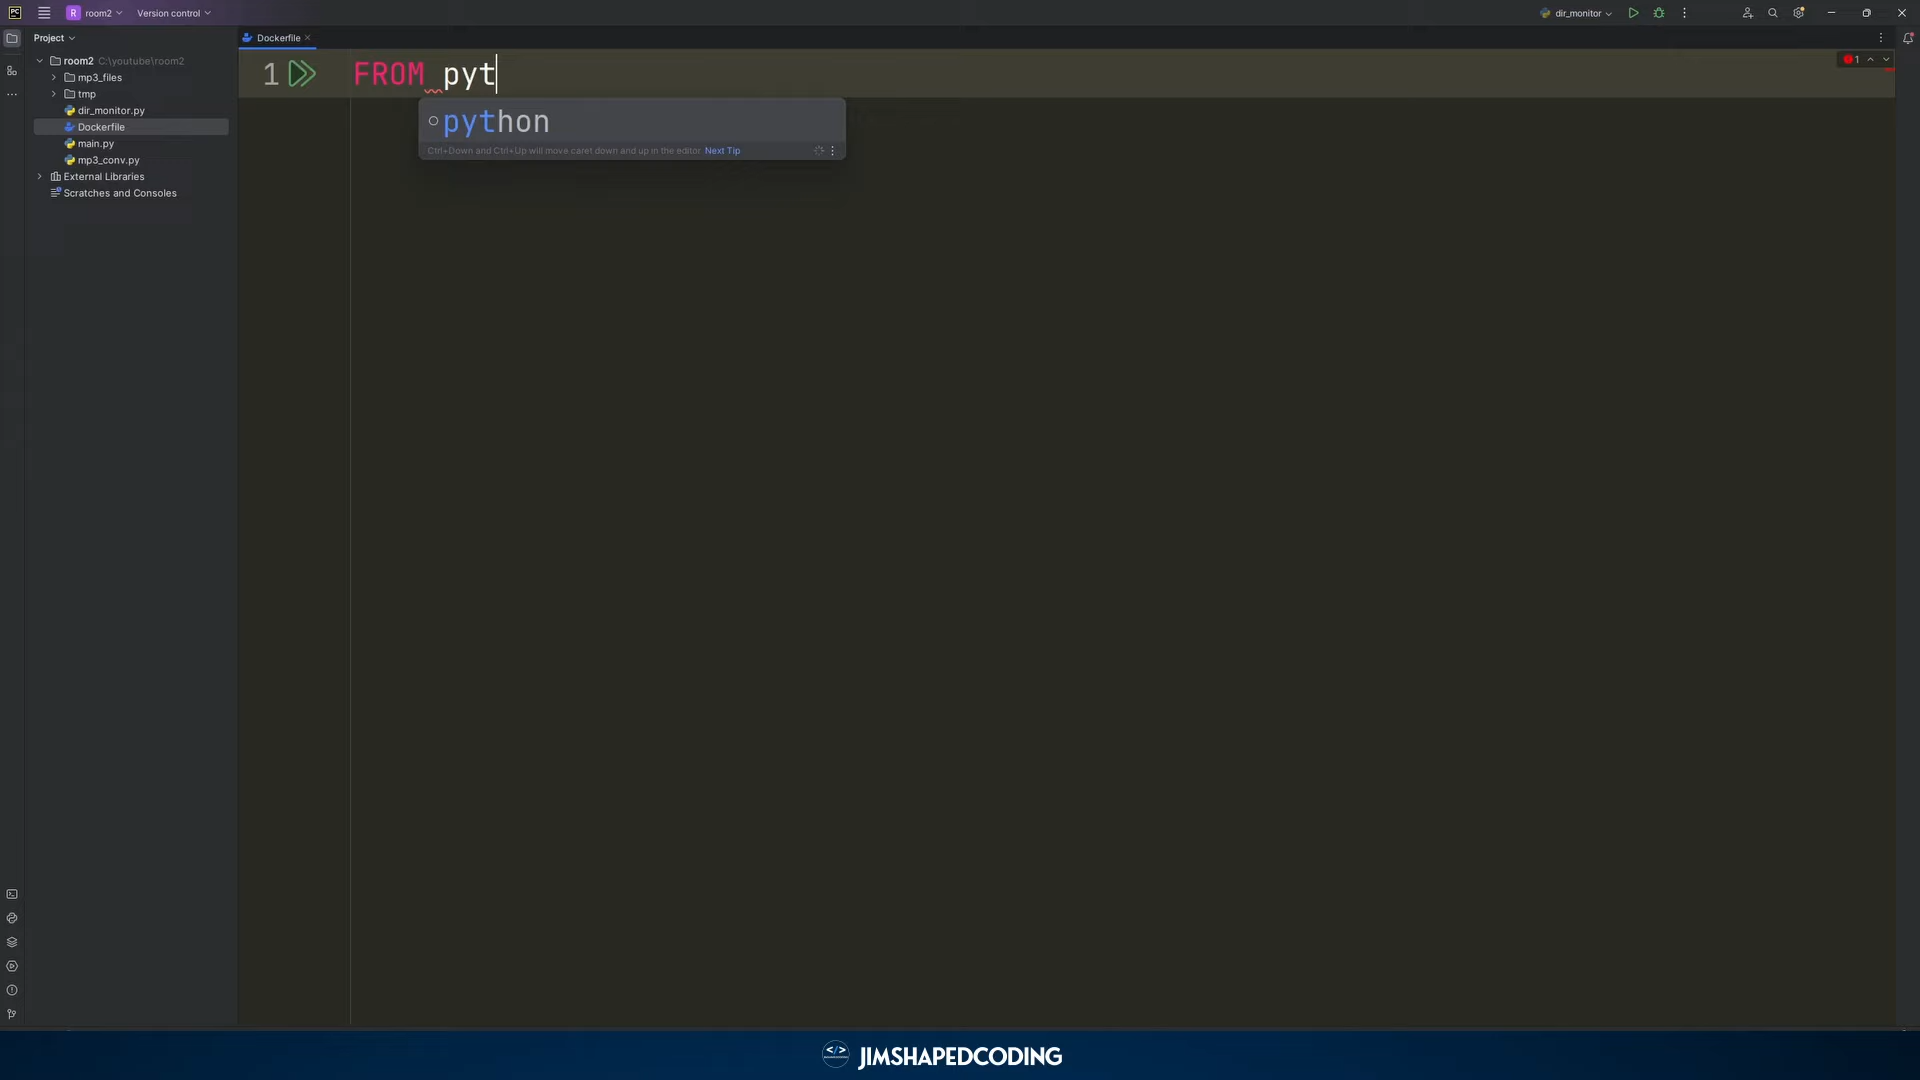 PC R room2 Version control dir_monitor
Project
Dockerfile
room2 C:\youtube\room2
mp3_files
tmp
dir_monitor.py
Dockerfile
main.py
mp3_conv.py
External Libraries
Scratches and Consoles
1 FROM pyt
1
python
Ctrl+Down and Ctrl+Up will move caret down and up in the editor Next Tip
</> JIMSHAPEDCODING